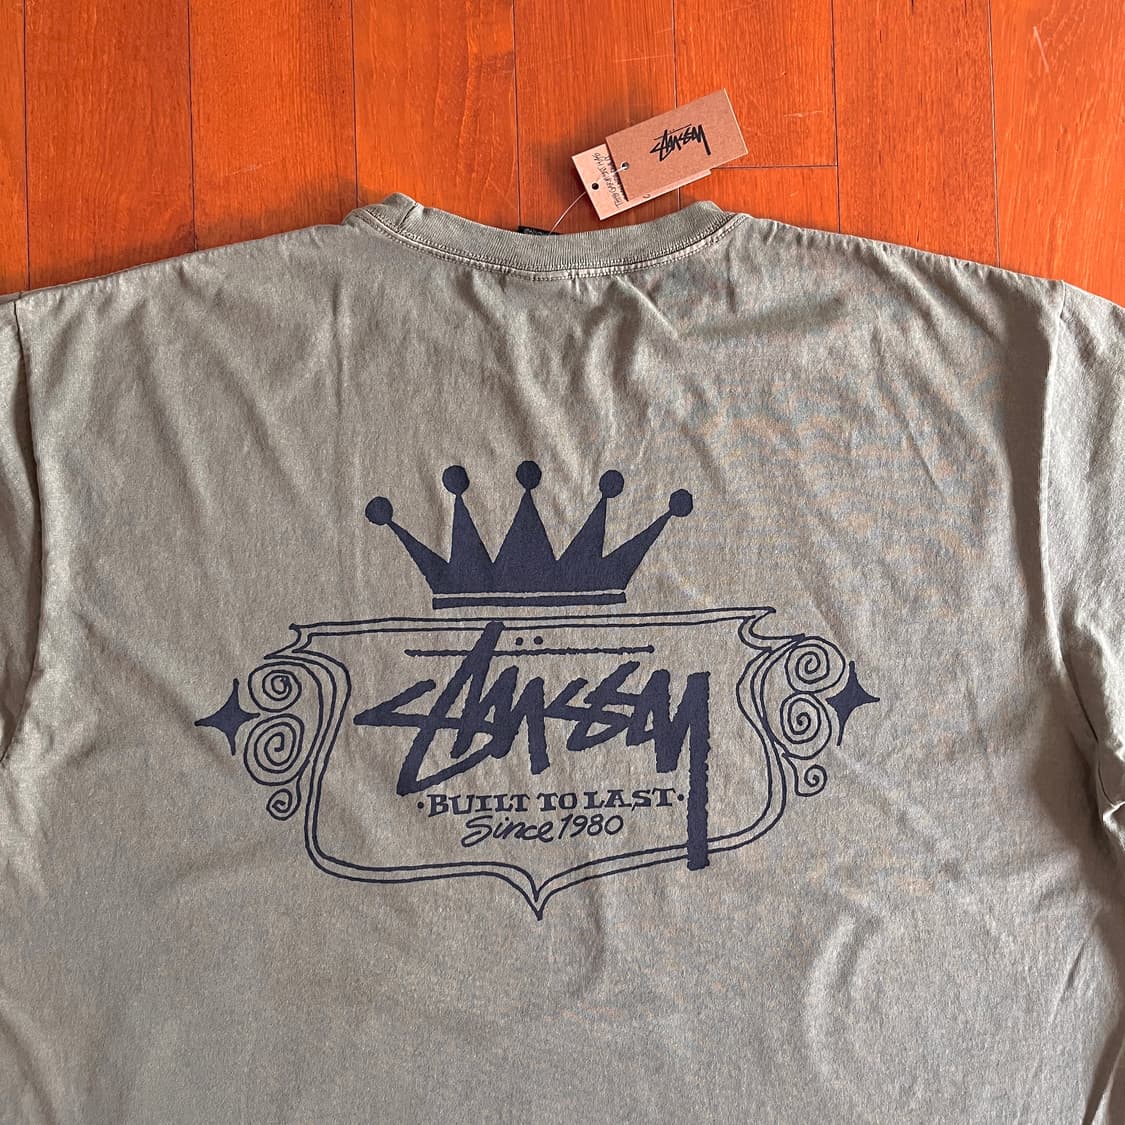 Stüssy
Stüssy
·BUILT TO LAST·
Since 1980